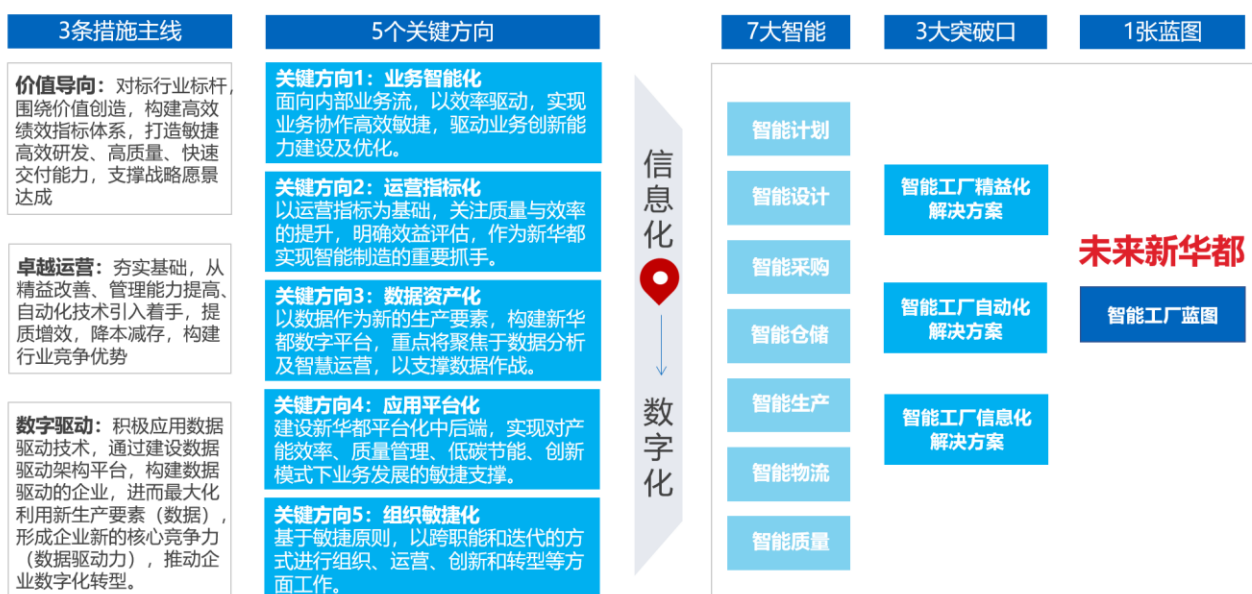 3条措施主线
价值导向：对标行业标杆，
围绕价值创造，构建高效
绩效指标体系，打造敏捷
高效研发、高质量、快速
交付能力，支撑战略愿景
达成
卓越运营：夯实基础，从
精益改善、管理能力提高、
自动化技术引入着手，提
质增效，降本减存，构建
行业竞争优势
数字驱动：积极应用数据
驱动技术，通过建设数据
驱动架构平台，构建数据
驱动的企业，进而最大化
利用新生产要素（数据），
形成企业新的核心竞争力
（数据驱动力），推动企
业数字化转型。
5个关键方向
关键方向1：业务智能化
面向内部业务流，以效率驱动，实现
业务协作高效敏捷，驱动业务创新能
力建设及优化。
关键方向2：运营指标化
以运营指标为基础，关注质量与效率
的提升，明确效益评估，作为新华都
实现智能制造的重要抓手。
关键方向3：数据资产化
以数据作为新的生产要素，构建新华
都数字平台，重点将聚焦于数据分析
及智慧运营，以支撑数据作战。
关键方向4：应用平台化
建设新华都平台化中后端，实现对产
能效率、质量管理、低碳节能、创新
模式下业务发展的敏捷支撑。
关键方向5：组织敏捷化
基于敏捷原则，以跨职能和迭代的方
式进行组织、运营、创新和转型等方
面工作。
信息化
数字化
7大智能
智能计划
智能设计
智能采购
智能仓储
智能生产
智能物流
智能质量
3大突破口
智能工厂精益化
解决方案
智能工厂自动化
解决方案
智能工厂信息化
解决方案
1张蓝图
未来新华都
智能工厂蓝图